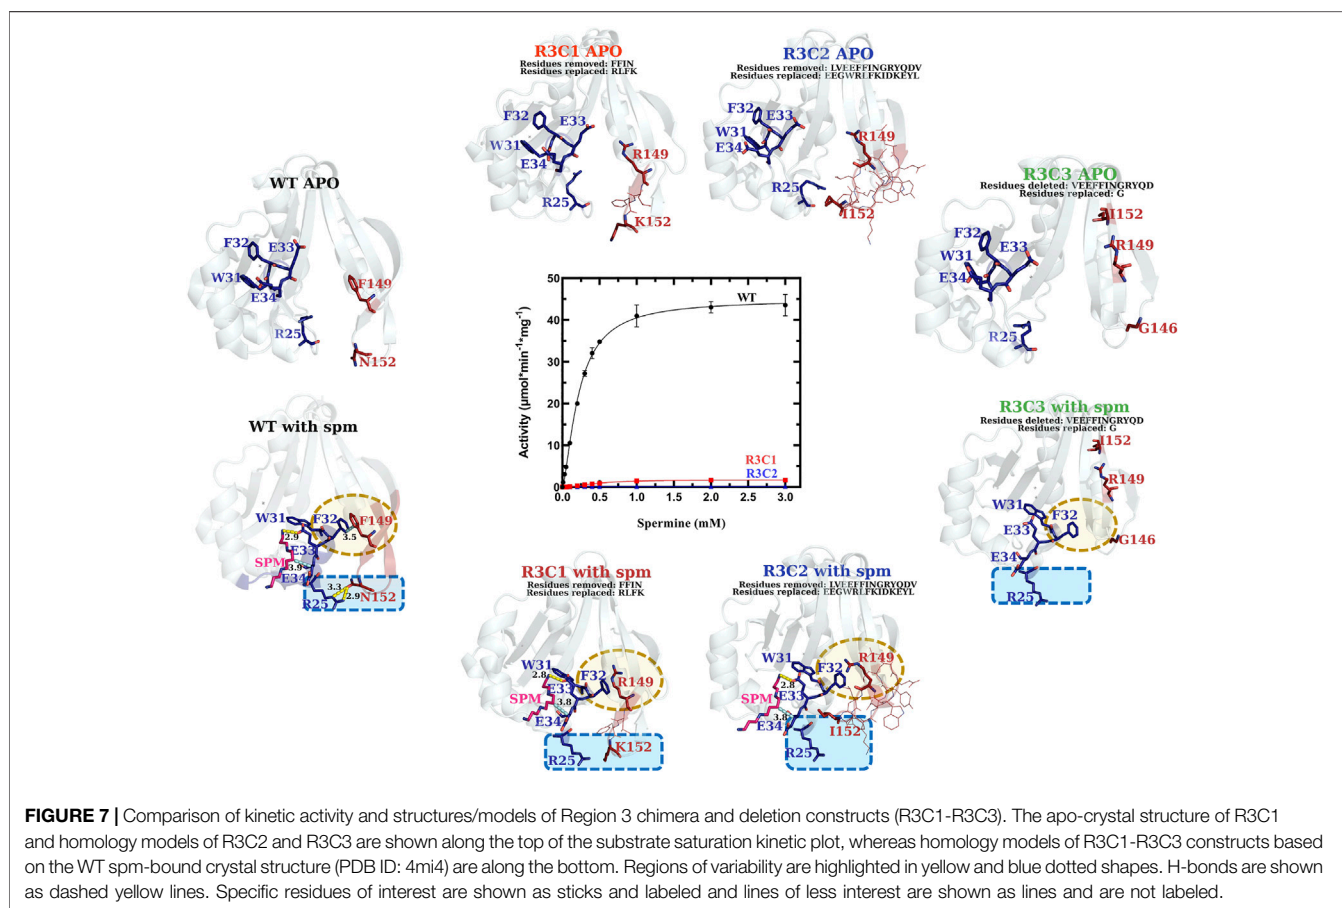 R3C1 APO
Residues removed: FFIN
Residues replaced: RLFK
F32
E33
W31
E34
R25
R149
K152
R3C2 APO
Residues removed: LVEEFFINGRYQDV
Residues replaced: EEGWRLFKIDKEYL
F32
E33
W31
E34
R25
R149
I152
WT APO
F32
E33
W31
E34
R25
F149
N152
R3C3 APO
Residues deleted: VEEFFINGRYQD
Residues replaced: G
F32
E33
W31
E34
R25
I152
R149
G146
Activity (μmol*min-1*mg-1)
50
40
30
20
10
0
WT
R3C1
R3C2
0.0
0.5
1.0
2.0
3.0
Spermine (mM)
WT with spm
W31
F32
F149
2.9
3.5
E33
SPM
3.9
E34
3.3
2.9
N152
R25
R3C3 with spm
Residues deleted: VEEFFINGRYQD
Residues replaced: G
I152
R149
W31
F32
E33
G146
E34
R25
R3C1 with spm
Residues removed: FFIN
Residues replaced: RLFK
W31
2.8
F32
E33
R149
SPM
3.8
E34
K152
R25
R3C2 with spm
Residues removed: LVEEFFINGRYQDV
Residues replaced: EEGWRLFKIDKEYL
W31
F32
R149
2.8
E33
SPM
3.8
E34
I152
R25
FIGURE 7 | Comparison of kinetic activity and structures/models of Region 3 chimera and deletion constructs (R3C1-R3C3). The apo-crystal structure of R3C1
and homology models of R3C2 and R3C3 are shown along the top of the substrate saturation kinetic plot, whereas homology models of R3C1-R3C3 constructs based
on the WT spm-bound crystal structure (PDB ID: 4mi4) are along the bottom. Regions of variability are highlighted in yellow and blue dotted shapes. H-bonds are shown
as dashed yellow lines. Specific residues of interest are shown as sticks and labeled and lines of less interest are shown as lines and are not labeled.